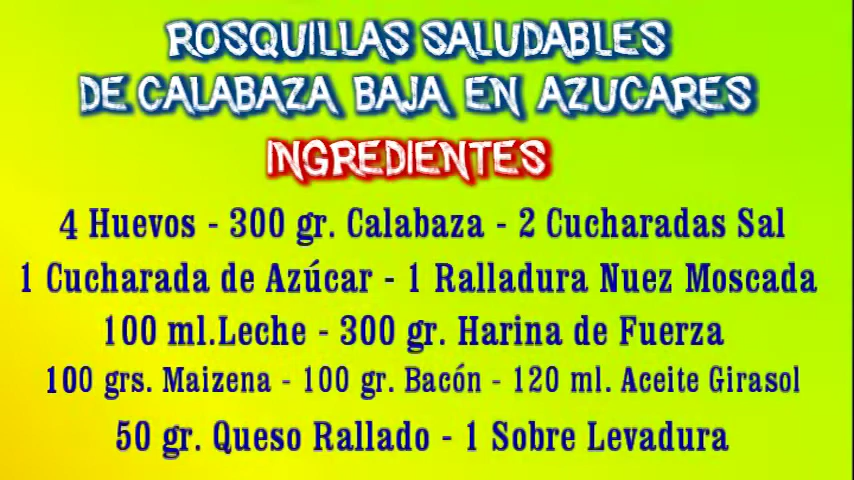 ROSQUILLAS SALUDABLES
DE CALABAZA BAJA EN AZUCARES
INGREDIENTES
4 Huevos - 300 gr. Calabaza - 2 Cucharadas Sal
1 Cucharada de Azúcar - 1 Ralladura Nuez Moscada
100 ml.Leche - 300 gr. Harina de Fuerza
100 grs. Maizena - 100 gr. Bacón - 120 ml. Aceite Girasol
50 gr. Queso Rallado - 1 Sobre Levadura